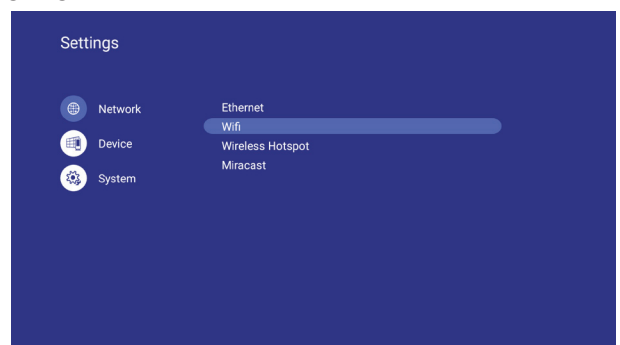 Settings
Network
Device
System
Ethernet
Wifi
Wireless Hotspot
Miracast